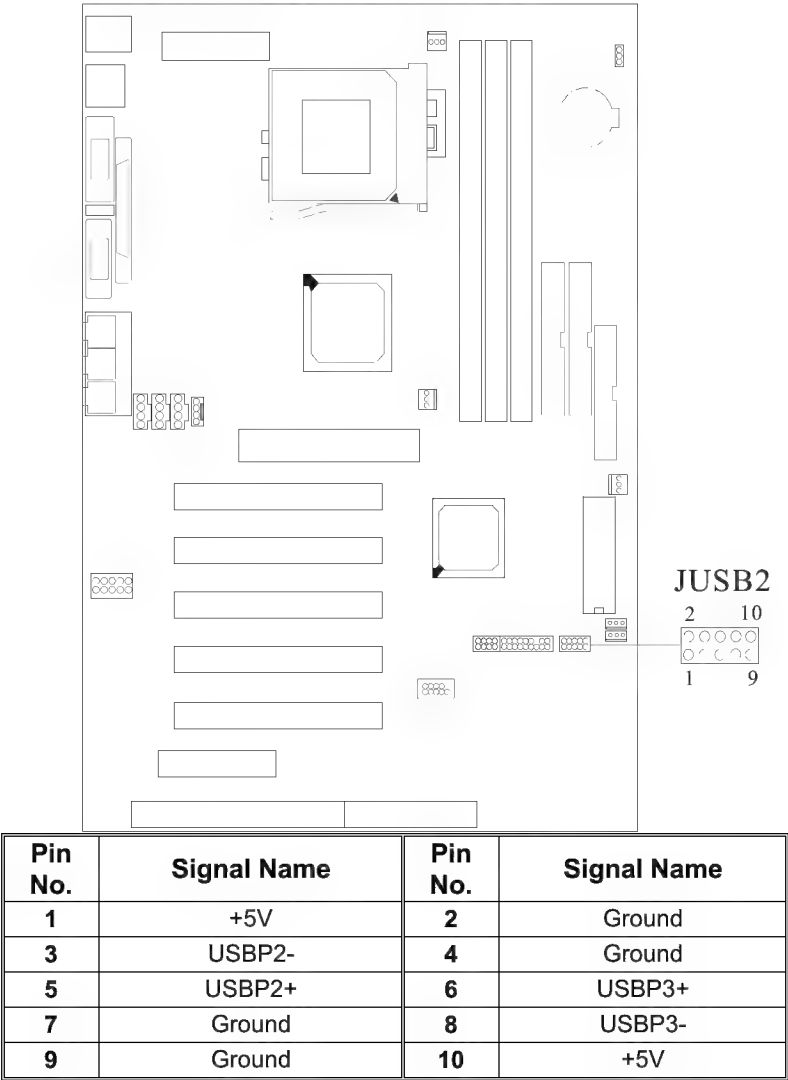 JUSB2
2 10
1 9
Pin No. Signal Name Pin No. Signal Name
1 +5V 2 Ground
3 USBP2- 4 Ground
5 USBP2+ 6 USBP3+
7 Ground 8 USBP3-
9 Ground 10 +5V